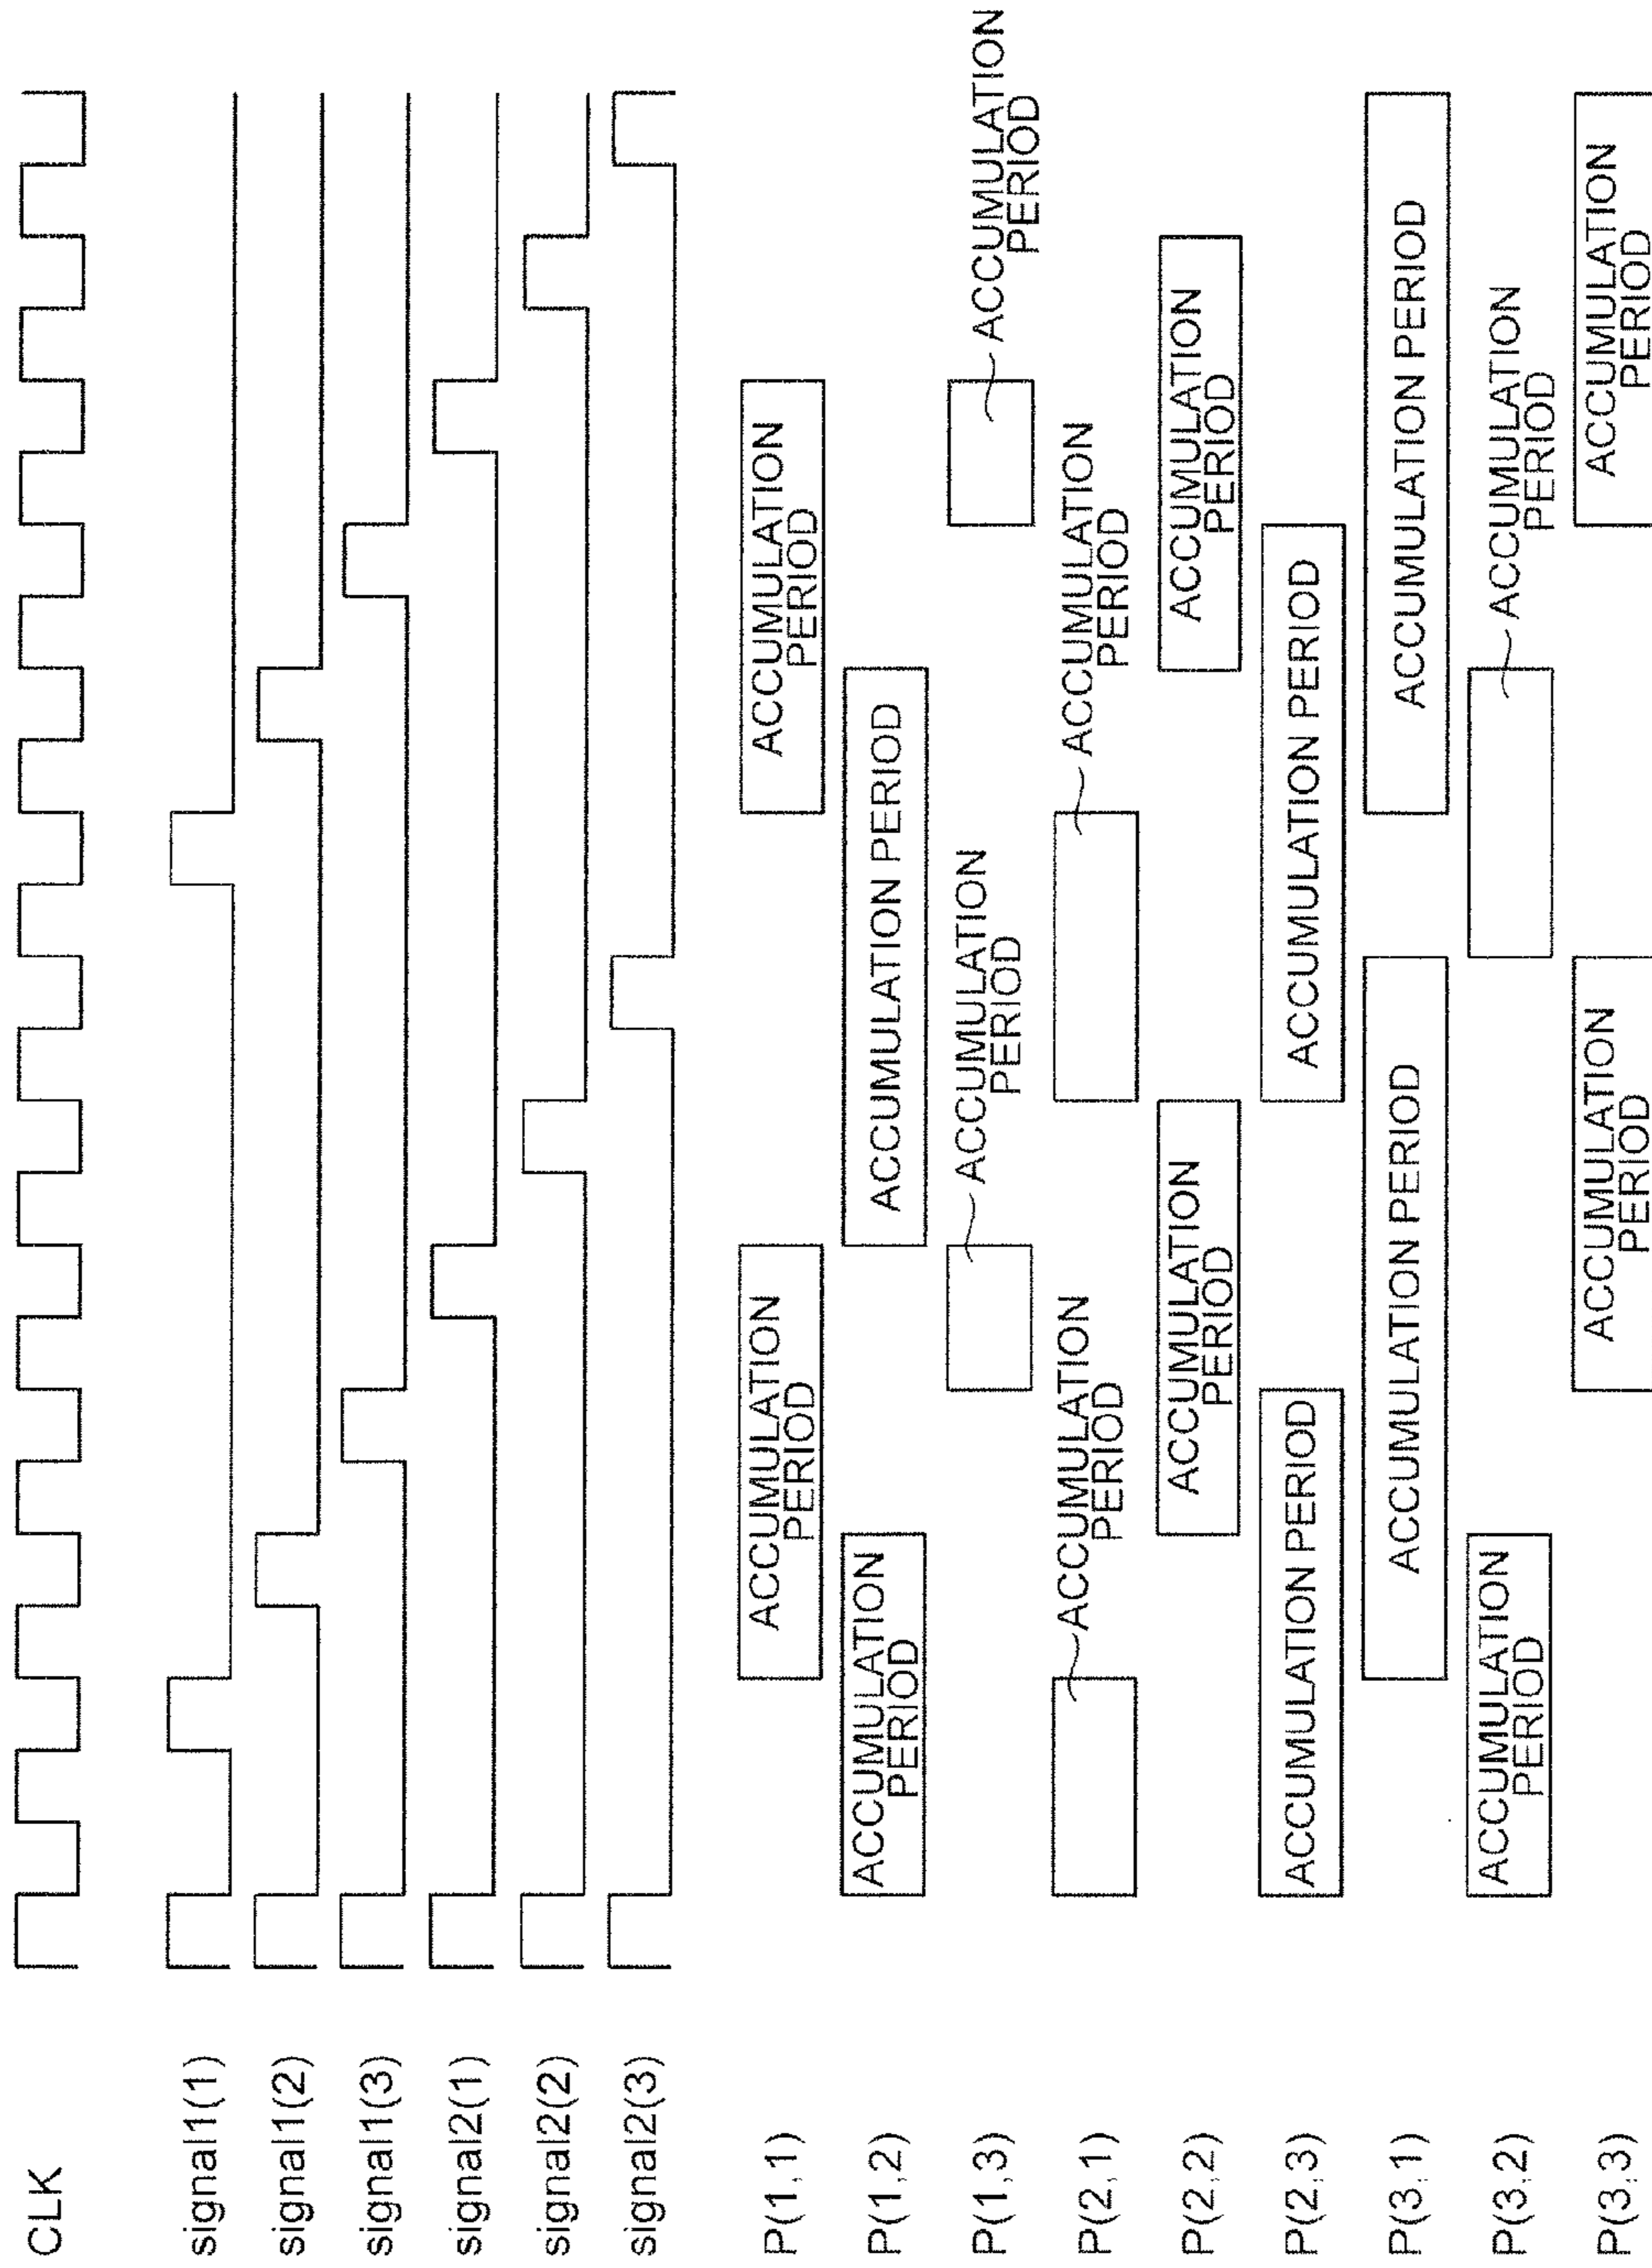 CLK
signal1(1)
signal1(2)
signal1(3)
signal2(1)
signal2(2)
signal2(3)
P(1,1)
ACCUMULATION
PERIOD
ACCUMULATION
PERIOD
P(1,2)
ACCUMULATION
PERIOD
ACCUMULATION PERIOD
P(1,3)
ACCUMULATION
PERIOD
ACCUMULATION
PERIOD
P(2,1)
ACCUMULATION
PERIOD
ACCUMULATION
PERIOD
P(2,2)
ACCUMULATION
PERIOD
ACCUMULATION
PERIOD
P(2,3)
ACCUMULATION PERIOD
ACCUMULATION PERIOD
P(3,1)
ACCUMULATION PERIOD
ACCUMULATION PERIOD
P(3,2)
ACCUMULATION
PERIOD
ACCUMULATION
PERIOD
P(3,3)
ACCUMULATION
PERIOD
ACCUMULATION
PERIOD